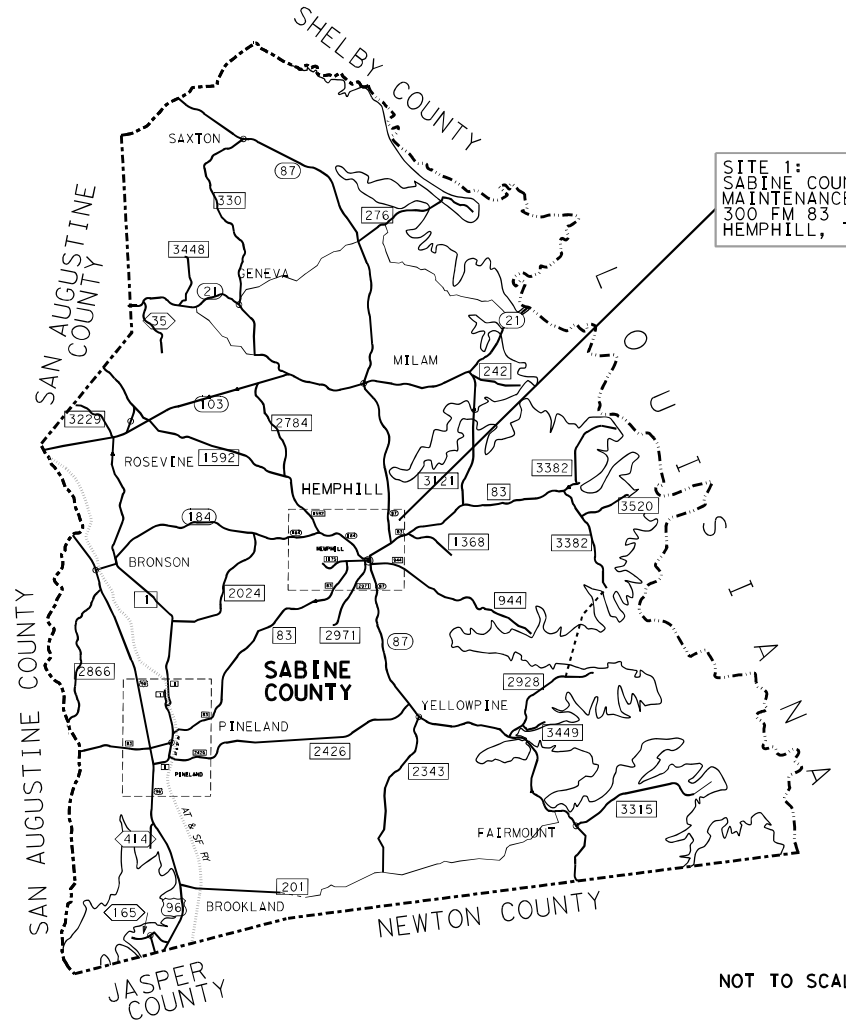 SHELBY COUNTY
SAXTON
87
330
276
SITE 1:
SABINE COUN
MAINTENANCE
300 FM 83
HEMPHILL,
SAN AUGUSTINE
COUNTY
3448
GENEVA
21
35
21
LOUISIANA
MILAM
242
103
3229
2784
ROSEVINE
1592
HEMPHILL
3121
83
3382
3520
184
HEMPHILL
1368
3382
BRONSON
1
2024
944
83
2971
87
SAN AUGUSTINE COUNTY
2866
SABINE
COUNTY
2928
YELLOWPINE
PINELAND
3449
2426
2343
PINELAND
3315
AT & SF RY
414
FAIRMOUNT
201
165
96
BROOKLAND
NEWTON COUNTY
JASPER
COUNTY
NOT TO SCAL